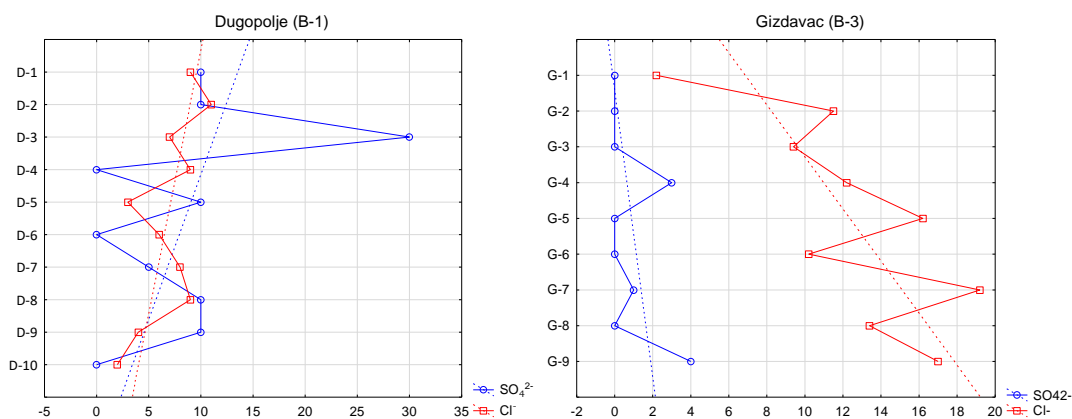 Dugopolje (B-1)
D-1
D-2
D-3
D-4
D-5
D-6
D-7
D-8
D-9
D-10
-5 0 5 10 15 20 25 30 35
SO₄²⁻
Cl⁻
Gizdavac (B-3)
G-1
G-2
G-3
G-4
G-5
G-6
G-7
G-8
G-9
-2 0 2 4 6 8 10 12 14 16 18 20
SO42-
Cl-